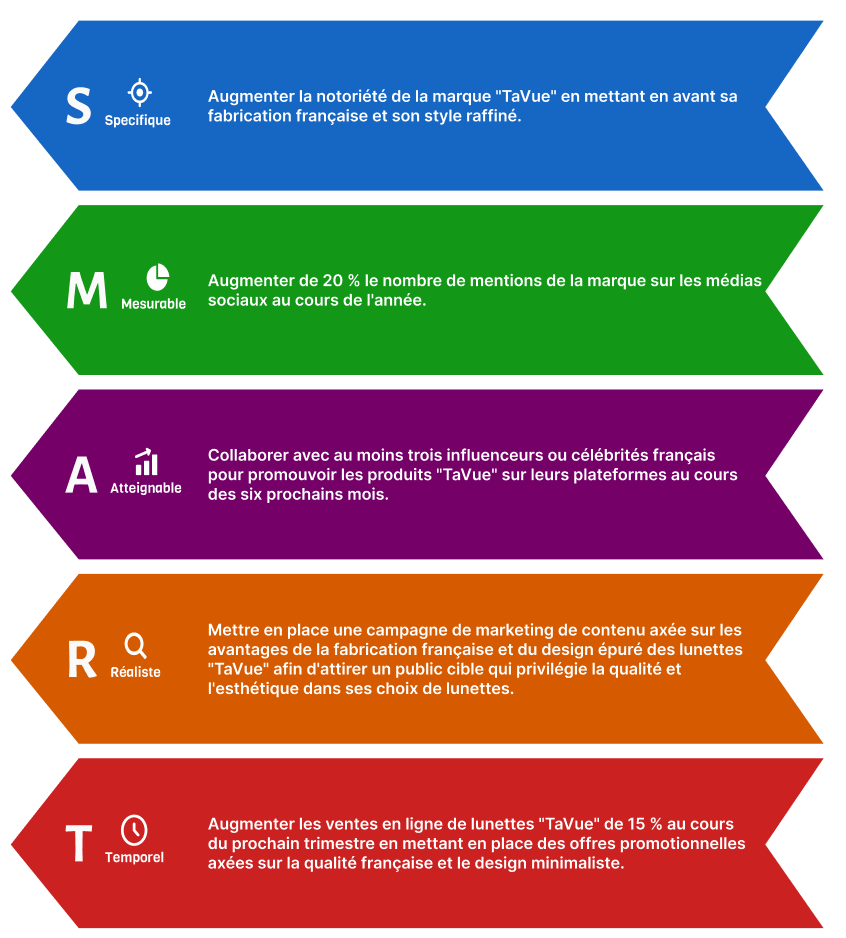 S
Specifique
Augmenter la notoriété de la marque "TaVue" en mettant en avant sa
fabrication française et son style raffiné.
M
Mesurable
Augmenter de 20 % le nombre de mentions de la marque sur les médias
sociaux au cours de l'année.
A
Atteignable
Collaborer avec au moins trois influenceurs ou célébrités français
pour promouvoir les produits "TaVue" sur leurs plateformes au cours
des six prochains mois.
R
Réaliste
Mettre en place une campagne de marketing de contenu axée sur les
avantages de la fabrication française et du design épuré des lunettes
"TaVue" afin d'attirer un public cible qui privilégie la qualité et
l'esthétique dans ses choix de lunettes.
T
Temporel
Augmenter les ventes en ligne de lunettes "TaVue" de 15 % au cours
du prochain trimestre en mettant en place des offres promotionnelles
axées sur la qualité française et le design minimaliste.